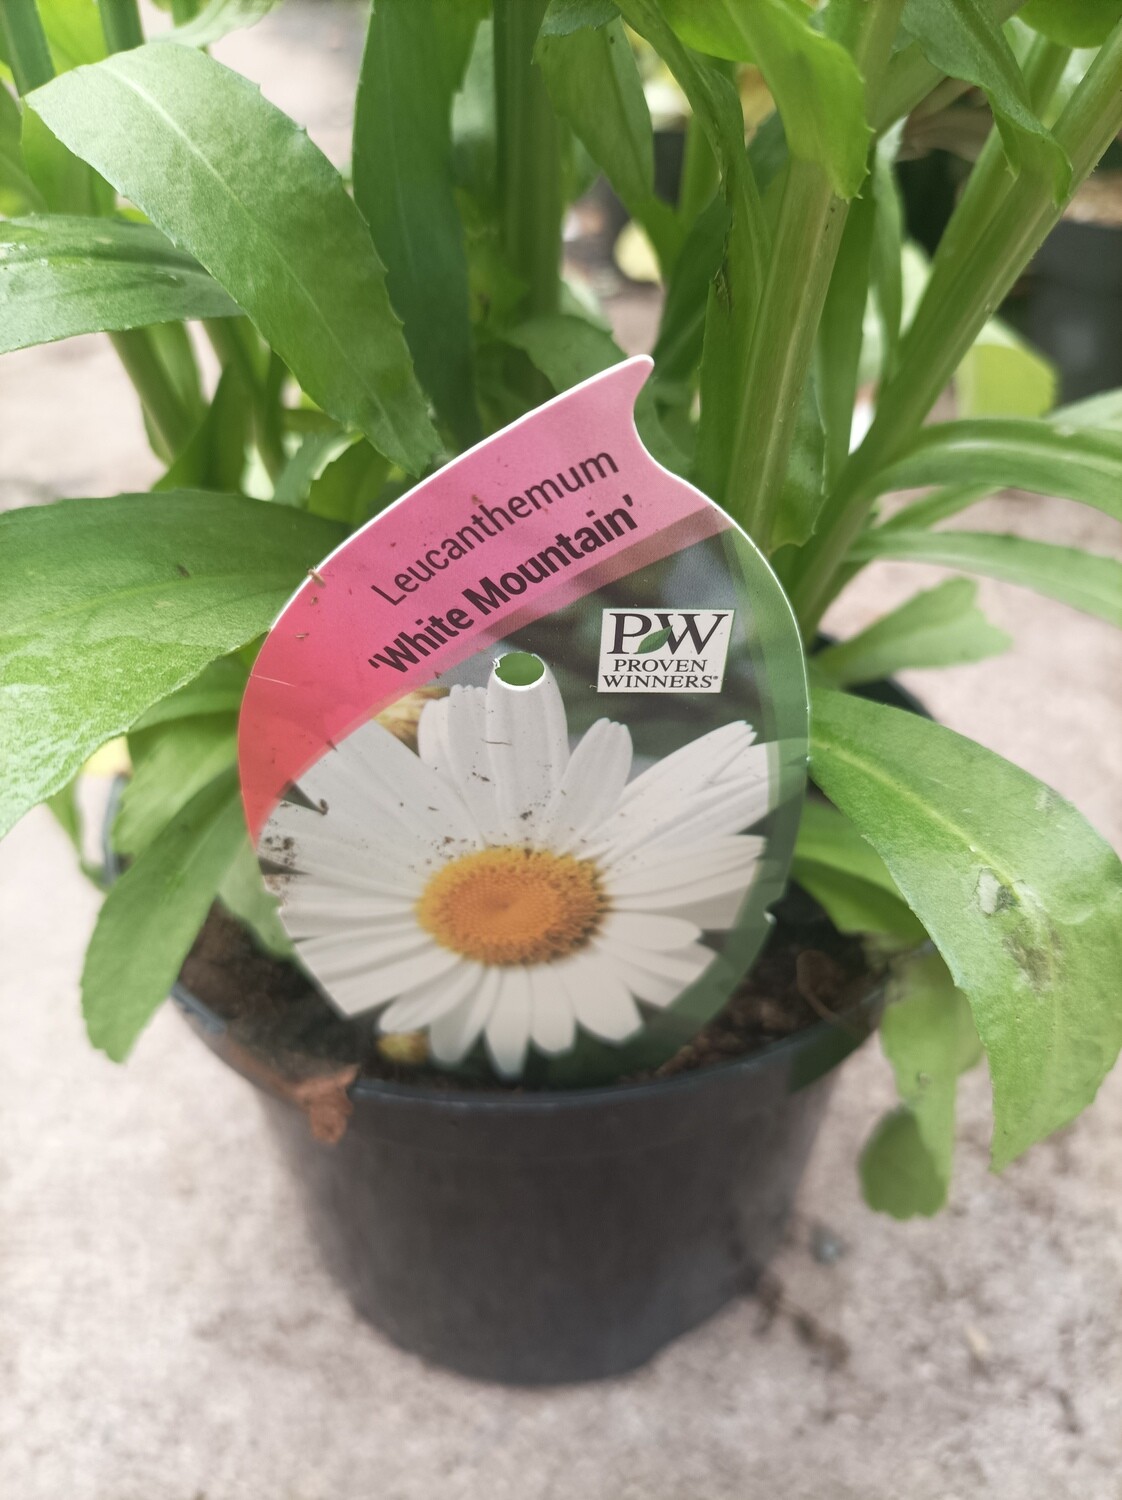 Leucanthemum
'White Mountain'
PW
PROVEN
WINNERS®